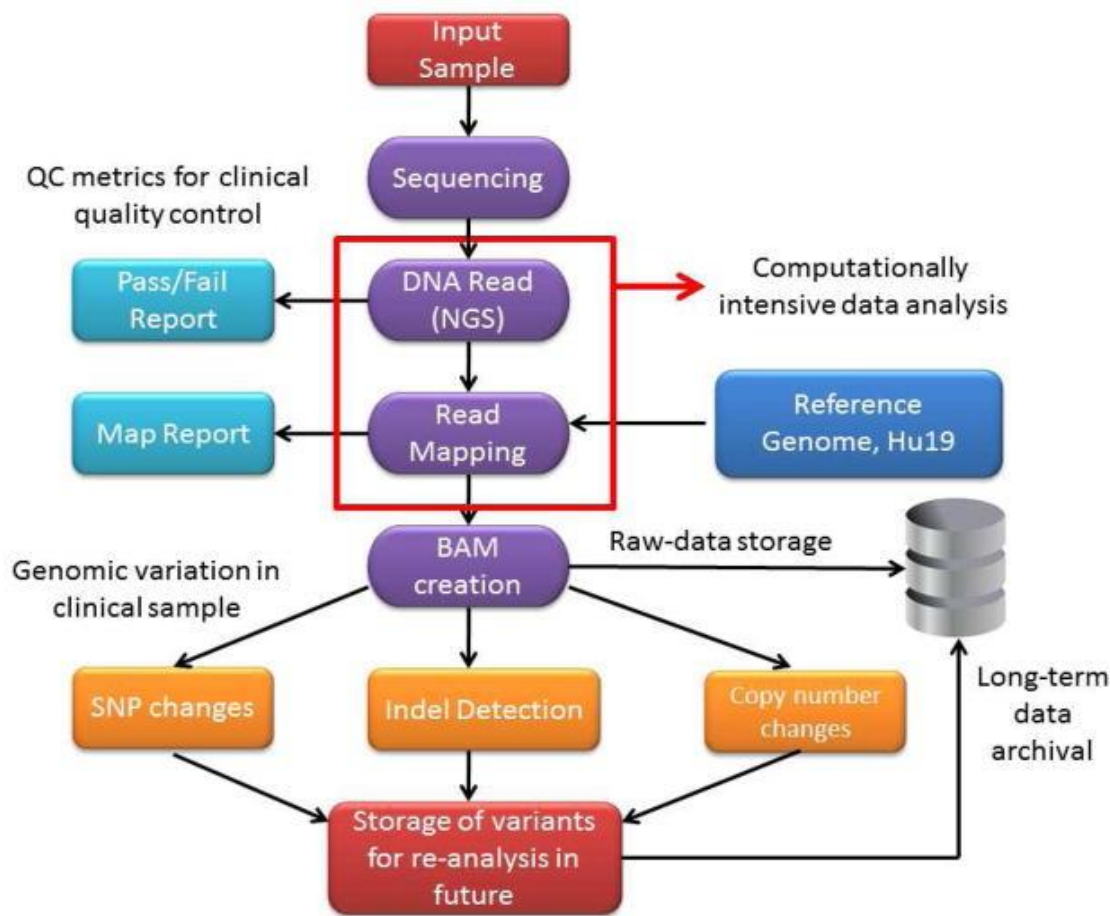 Input
Sample
Sequencing
QC metrics for clinical
quality control
Pass/Fail
Report
DNA Read
(NGS)
Computationally
intensive data analysis
Map Report
Read
Mapping
Reference
Genome, Hu19
BAM
creation
Raw-data storage
Genomic variation in
clinical sample
SNP changes
Indel Detection
Copy number
changes
Long-term
data
archival
Storage of variants
for re-analysis in
future